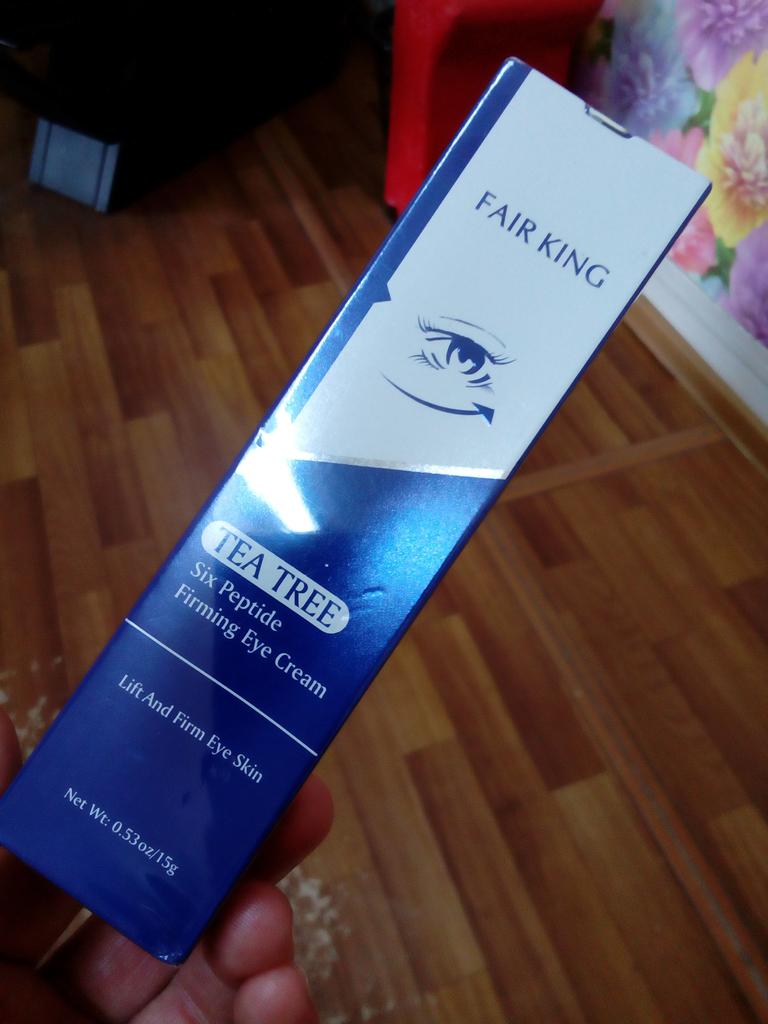 FAIR KING
TEA TREE
Six Peptide
Firming Eye Cream
Lift And Firm Eye Skin
Net Wt: 0.53oz/15g